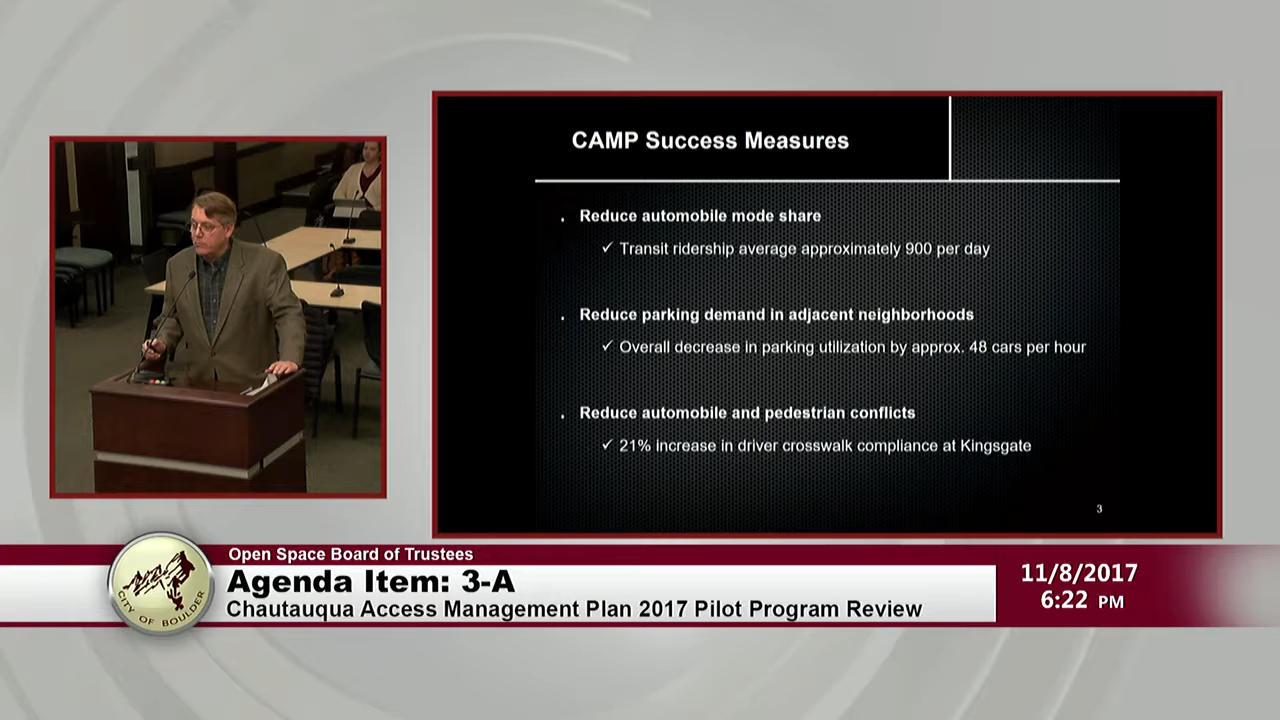 CAMP Success Measures
. Reduce automobile mode share
✓ Transit ridership average approximately 900 per day
. Reduce parking demand in adjacent neighborhoods
✓ Overall decrease in parking utilization by approx. 48 cars per hour
. Reduce automobile and pedestrian conflicts
✓ 21% increase in driver crosswalk compliance at Kingsgate
3
CITY OF BOULDER
Open Space Board of Trustees
Agenda Item: 3-A
Chautauqua Access Management Plan 2017 Pilot Program Review
11/8/2017
6:22 PM